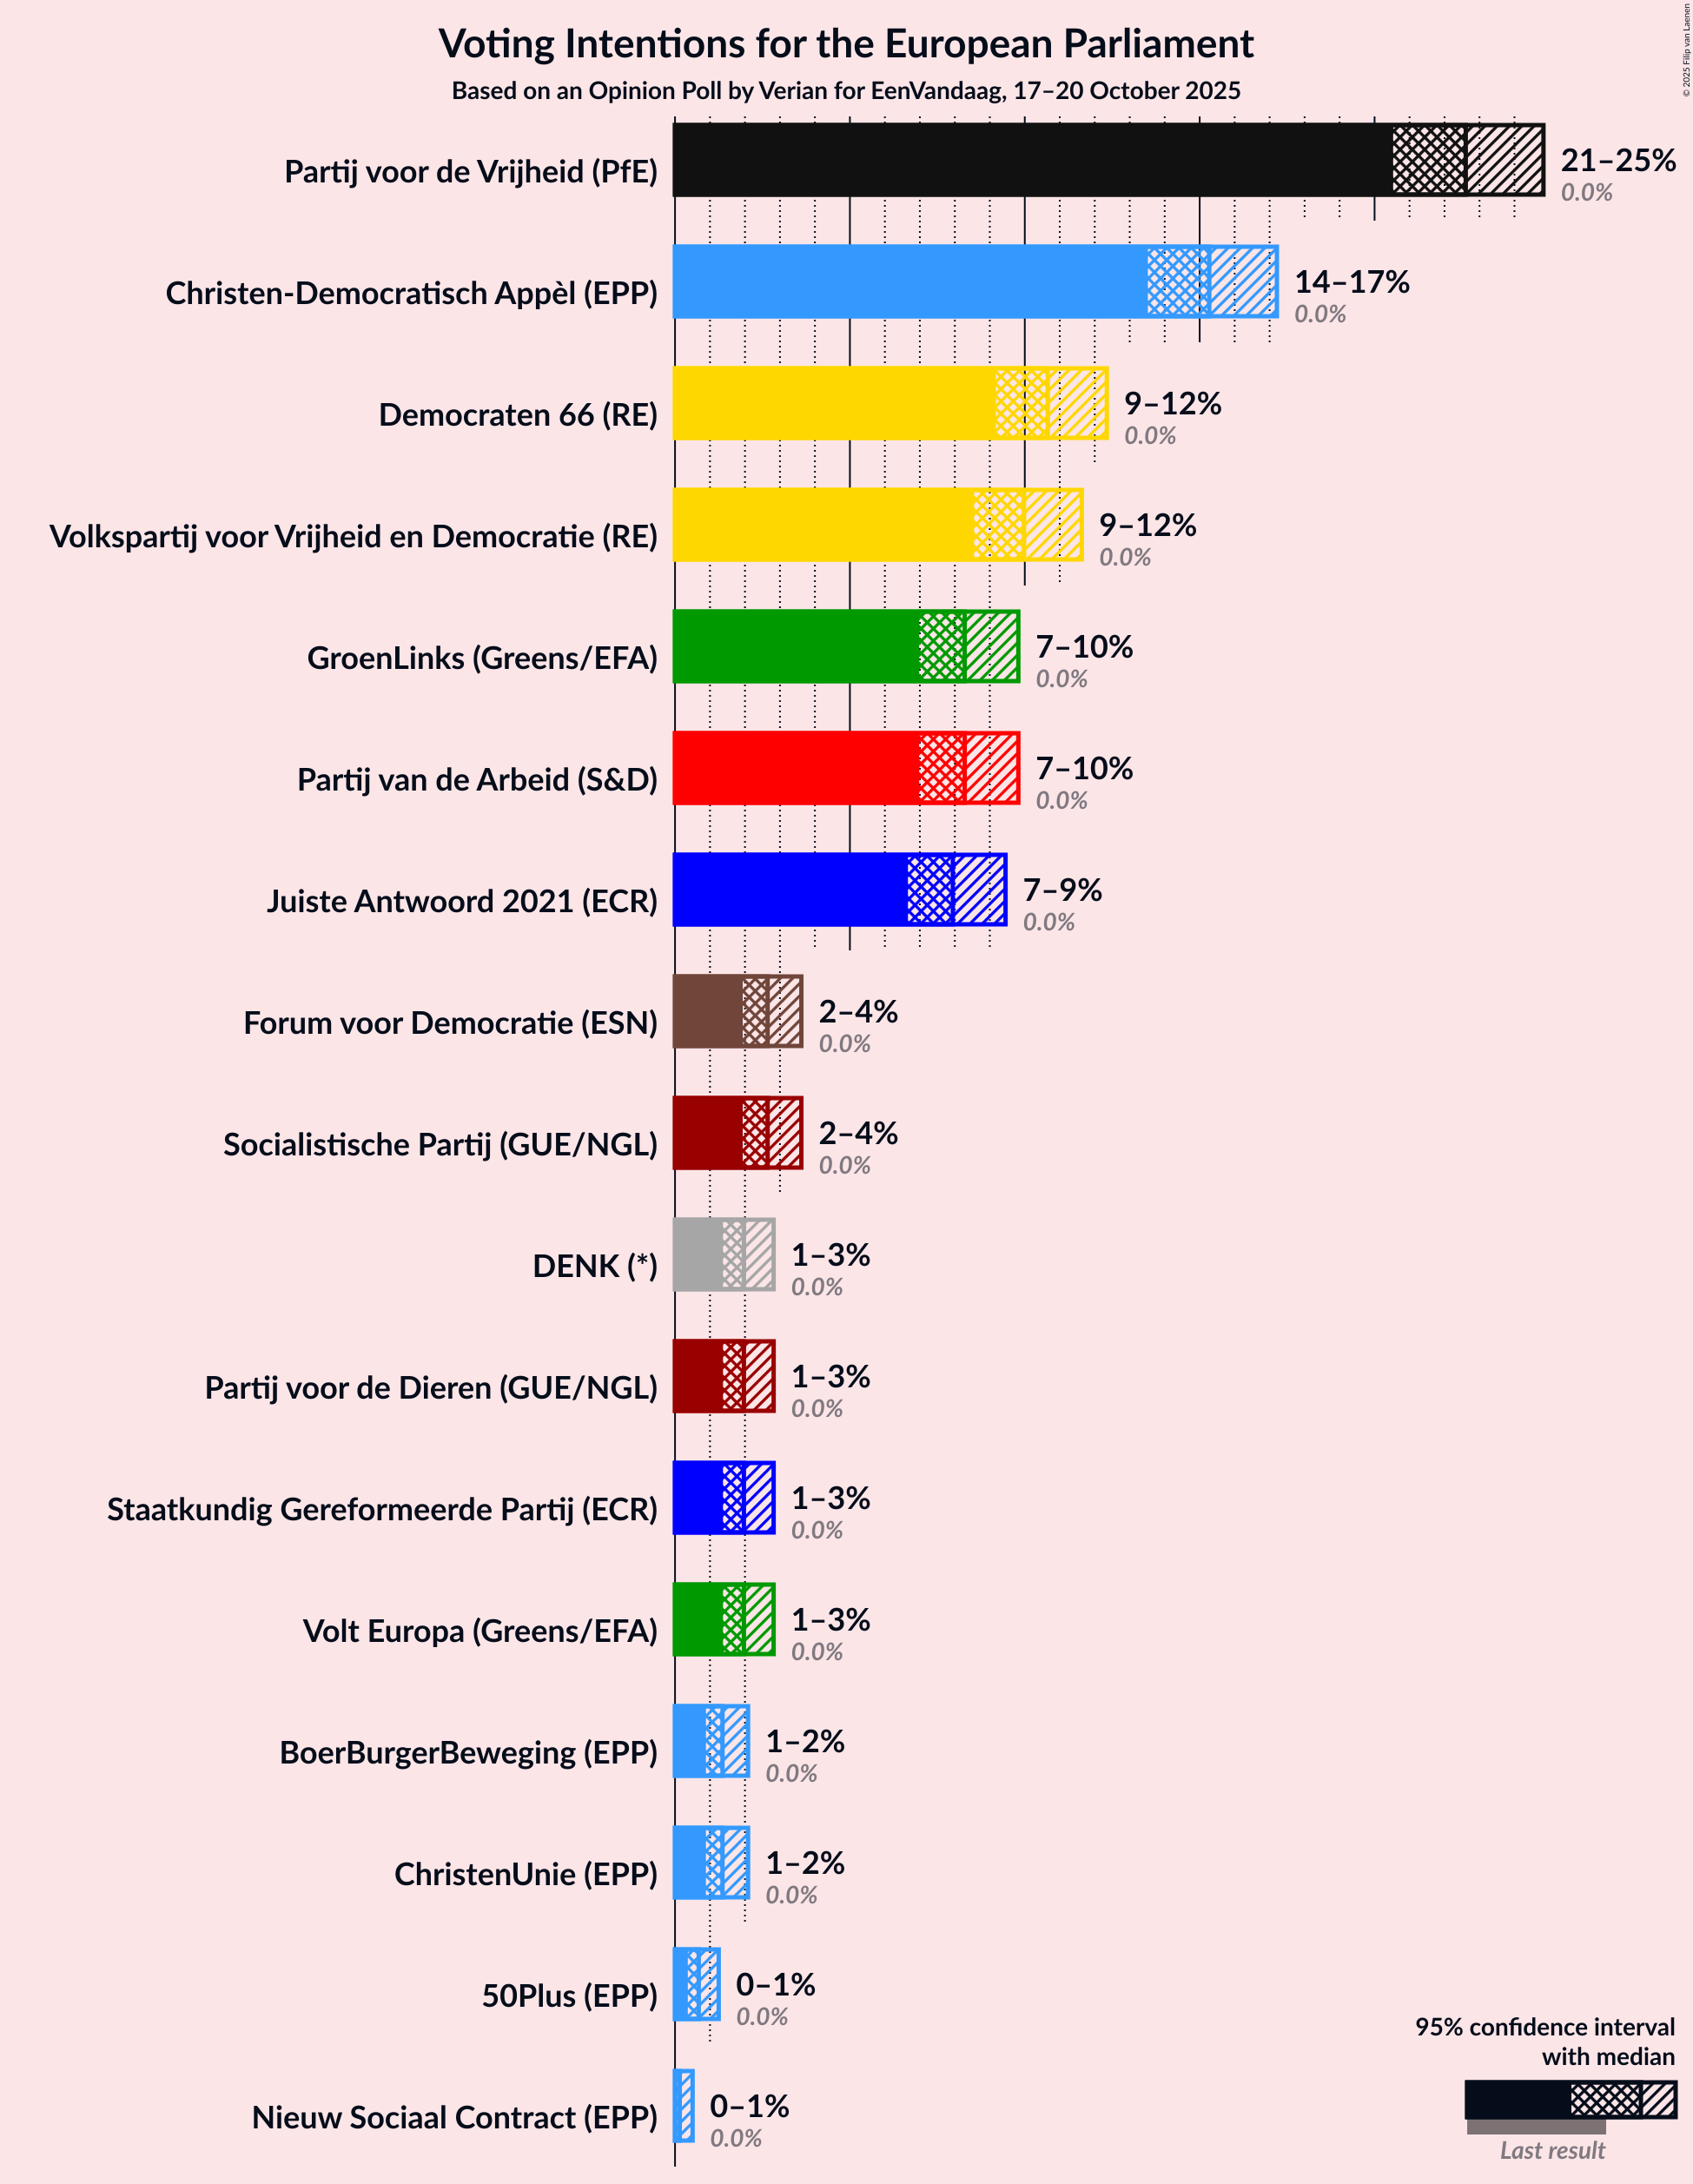 Voting Intentions for the European Parliament
Based on an Opinion Poll by Verian for EenVandaag, 17–20 October 2025
© 2025 Filip van Laenen
Partij voor de Vrijheid (PfE)
21–25%
0.0%
Christen-Democratisch Appèl (EPP)
14–17%
0.0%
Democraten 66 (RE)
9–12%
0.0%
Volkspartij voor Vrijheid en Democratie (RE)
9–12%
0.0%
GroenLinks (Greens/EFA)
7–10%
0.0%
Partij van de Arbeid (S&D)
7–10%
0.0%
Juiste Antwoord 2021 (ECR)
7–9%
0.0%
Forum voor Democratie (ESN)
2–4%
0.0%
Socialistische Partij (GUE/NGL)
2–4%
0.0%
DENK (*)
1–3%
0.0%
Partij voor de Dieren (GUE/NGL)
1–3%
0.0%
Staatkundig Gereformeerde Partij (ECR)
1–3%
0.0%
Volt Europa (Greens/EFA)
1–3%
0.0%
BoerBurgerBeweging (EPP)
1–2%
0.0%
ChristenUnie (EPP)
1–2%
0.0%
50Plus (EPP)
0–1%
0.0%
Nieuw Sociaal Contract (EPP)
0–1%
0.0%
95% confidence interval
with median
Last result